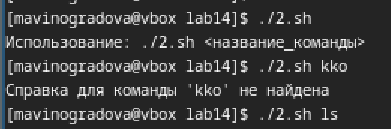 [mavinogradova@vbox lab14]$ ./2.sh
Использование: ./2.sh <название_команды>
[mavinogradova@vbox lab14]$ ./2.sh kko
Справка для команды 'kko' не найдена
[mavinogradova@vbox lab14]$ ./2.sh ls